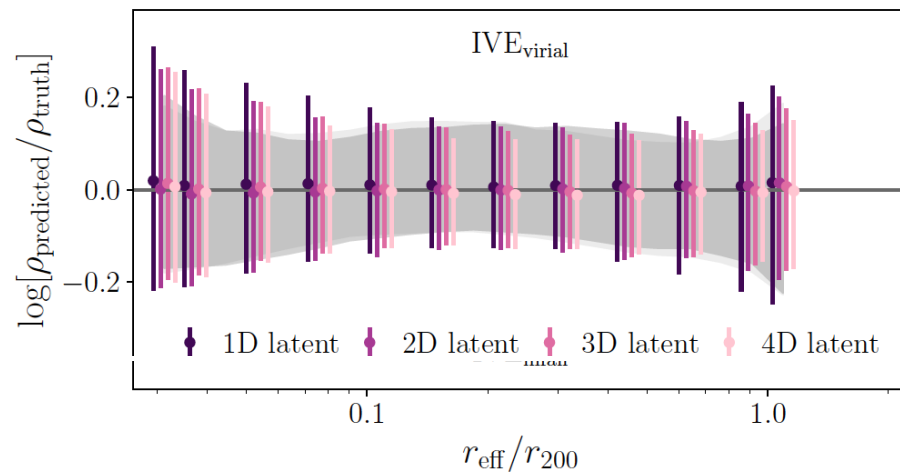 IVE_virial
log[ρ_predicted/ρ_truth]
0.2
0.0
−0.2
1D latent 2D latent 3D latent 4D latent
0.1 1.0
r_eff/r_200